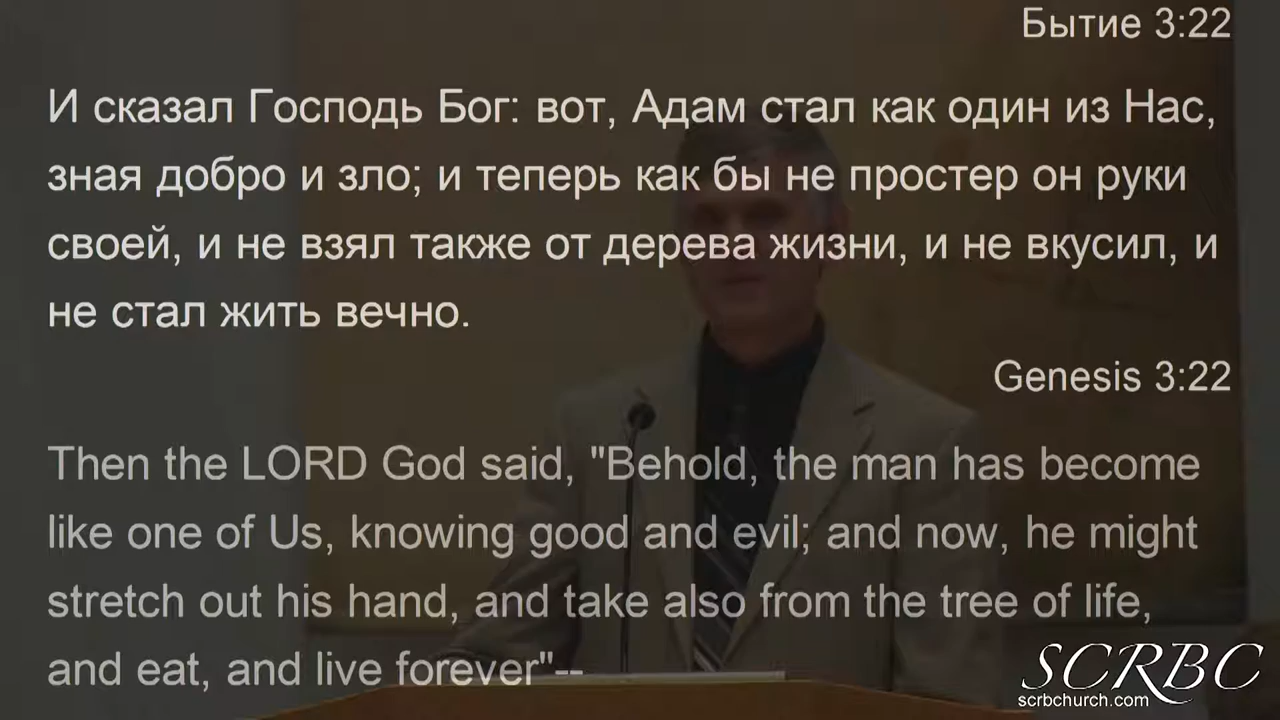 Бытие 3:22
И сказал Господь Бог: вот, Адам стал как один из Нас,
зная добро и зло; и теперь как бы не простер он руки
своей, и не взял также от дерева жизни, и не вкусил, и
не стал жить вечно.
Genesis 3:22
Then the LORD God said, "Behold, the man has become
like one of Us, knowing good and evil; and now, he might
stretch out his hand, and take also from the tree of life,
and eat, and live forever"--
SCRBC
scrbchurch.com